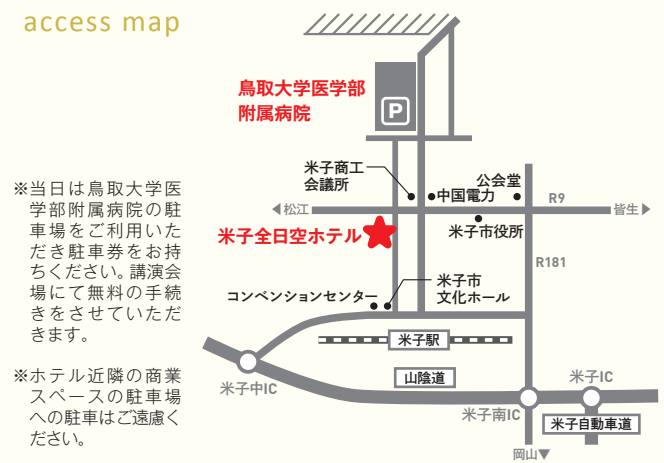 access map
鳥取大学医学部
附属病院
P
米子商工
会議所
公会堂
中国電力
R9
◀松江
皆生▶
米子全日空ホテル
米子市役所
R181
米子市
文化ホール
コンベンションセンター
米子駅
山陰道
米子中IC
米子南IC
米子IC
米子自動車道
岡山▼
※当日は鳥取大学医
学部附属病院の駐
車場をご利用いた
だき駐車券をお持
ちください。講演会
場にて無料の手続
きをさせていただ
きます。
※ホテル近隣の商業
スペースの駐車場
への駐車はご遠慮く
ださい。